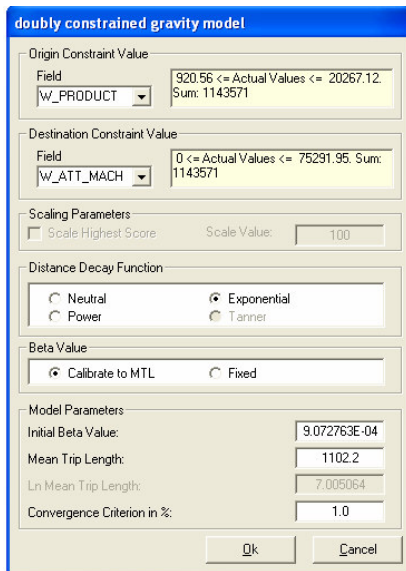 doubly constrained gravity model
Origin Constraint Value
Field
W_PRODUCT
920.56 <= Actual Values <= 20267.12.
Sum: 1143571
Destination Constraint Value
Field
W_ATT_MACH
0 <= Actual Values <= 75291.95. Sum:
1143571
Scaling Parameters
Scale Highest Score
Scale Value:
100
Distance Decay Function
Neutral
Exponential
Power
Tanner
Beta Value
Calibrate to MTL
Fixed
Model Parameters
Initial Beta Value:
9.072763E-04
Mean Trip Length:
1102.2
Ln Mean Trip Length:
7.005064
Convergence Criterion in %:
1.0
Ok
Cancel